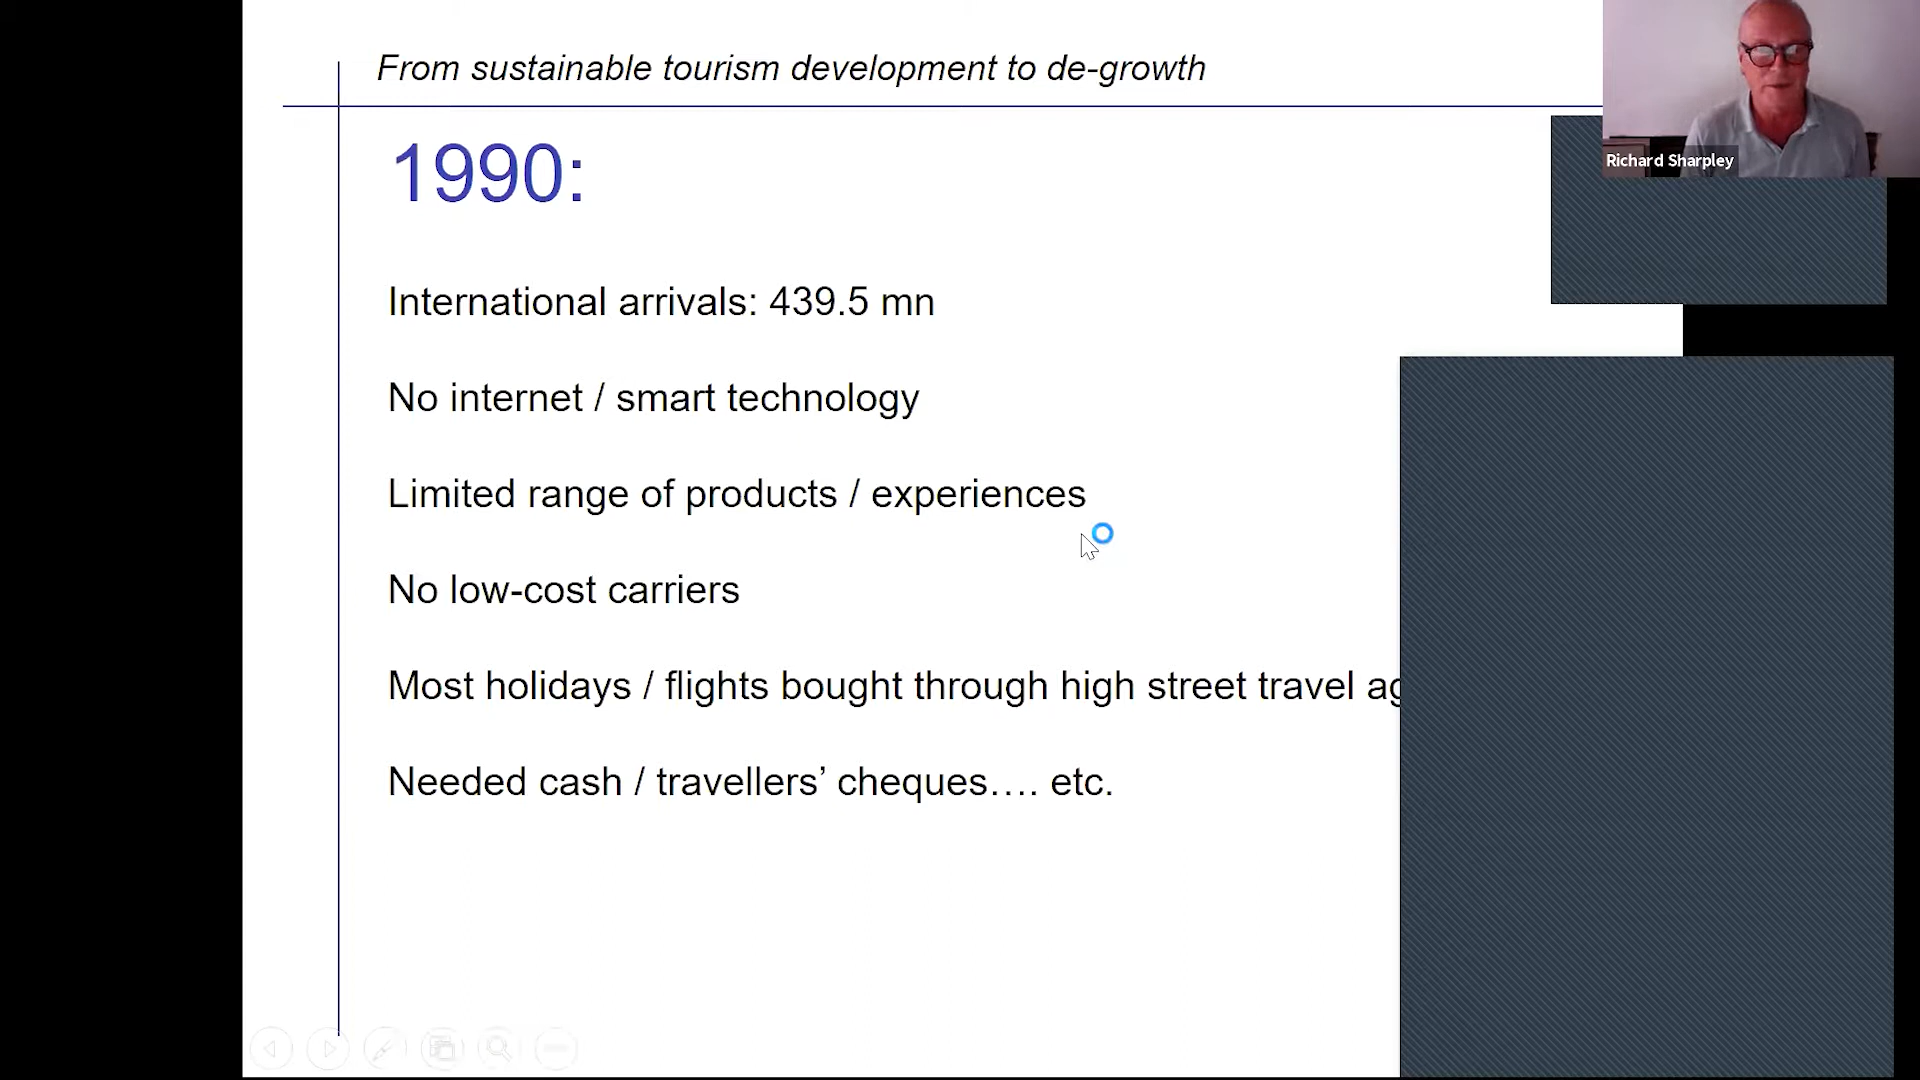 From sustainable tourism development to de-growth
Richard Sharpley
1990:
International arrivals: 439.5 mn
No internet / smart technology
Limited range of products / experiences
No low-cost carriers
Most holidays / flights bought through high street travel
Needed cash / travellers’ cheques…. etc.